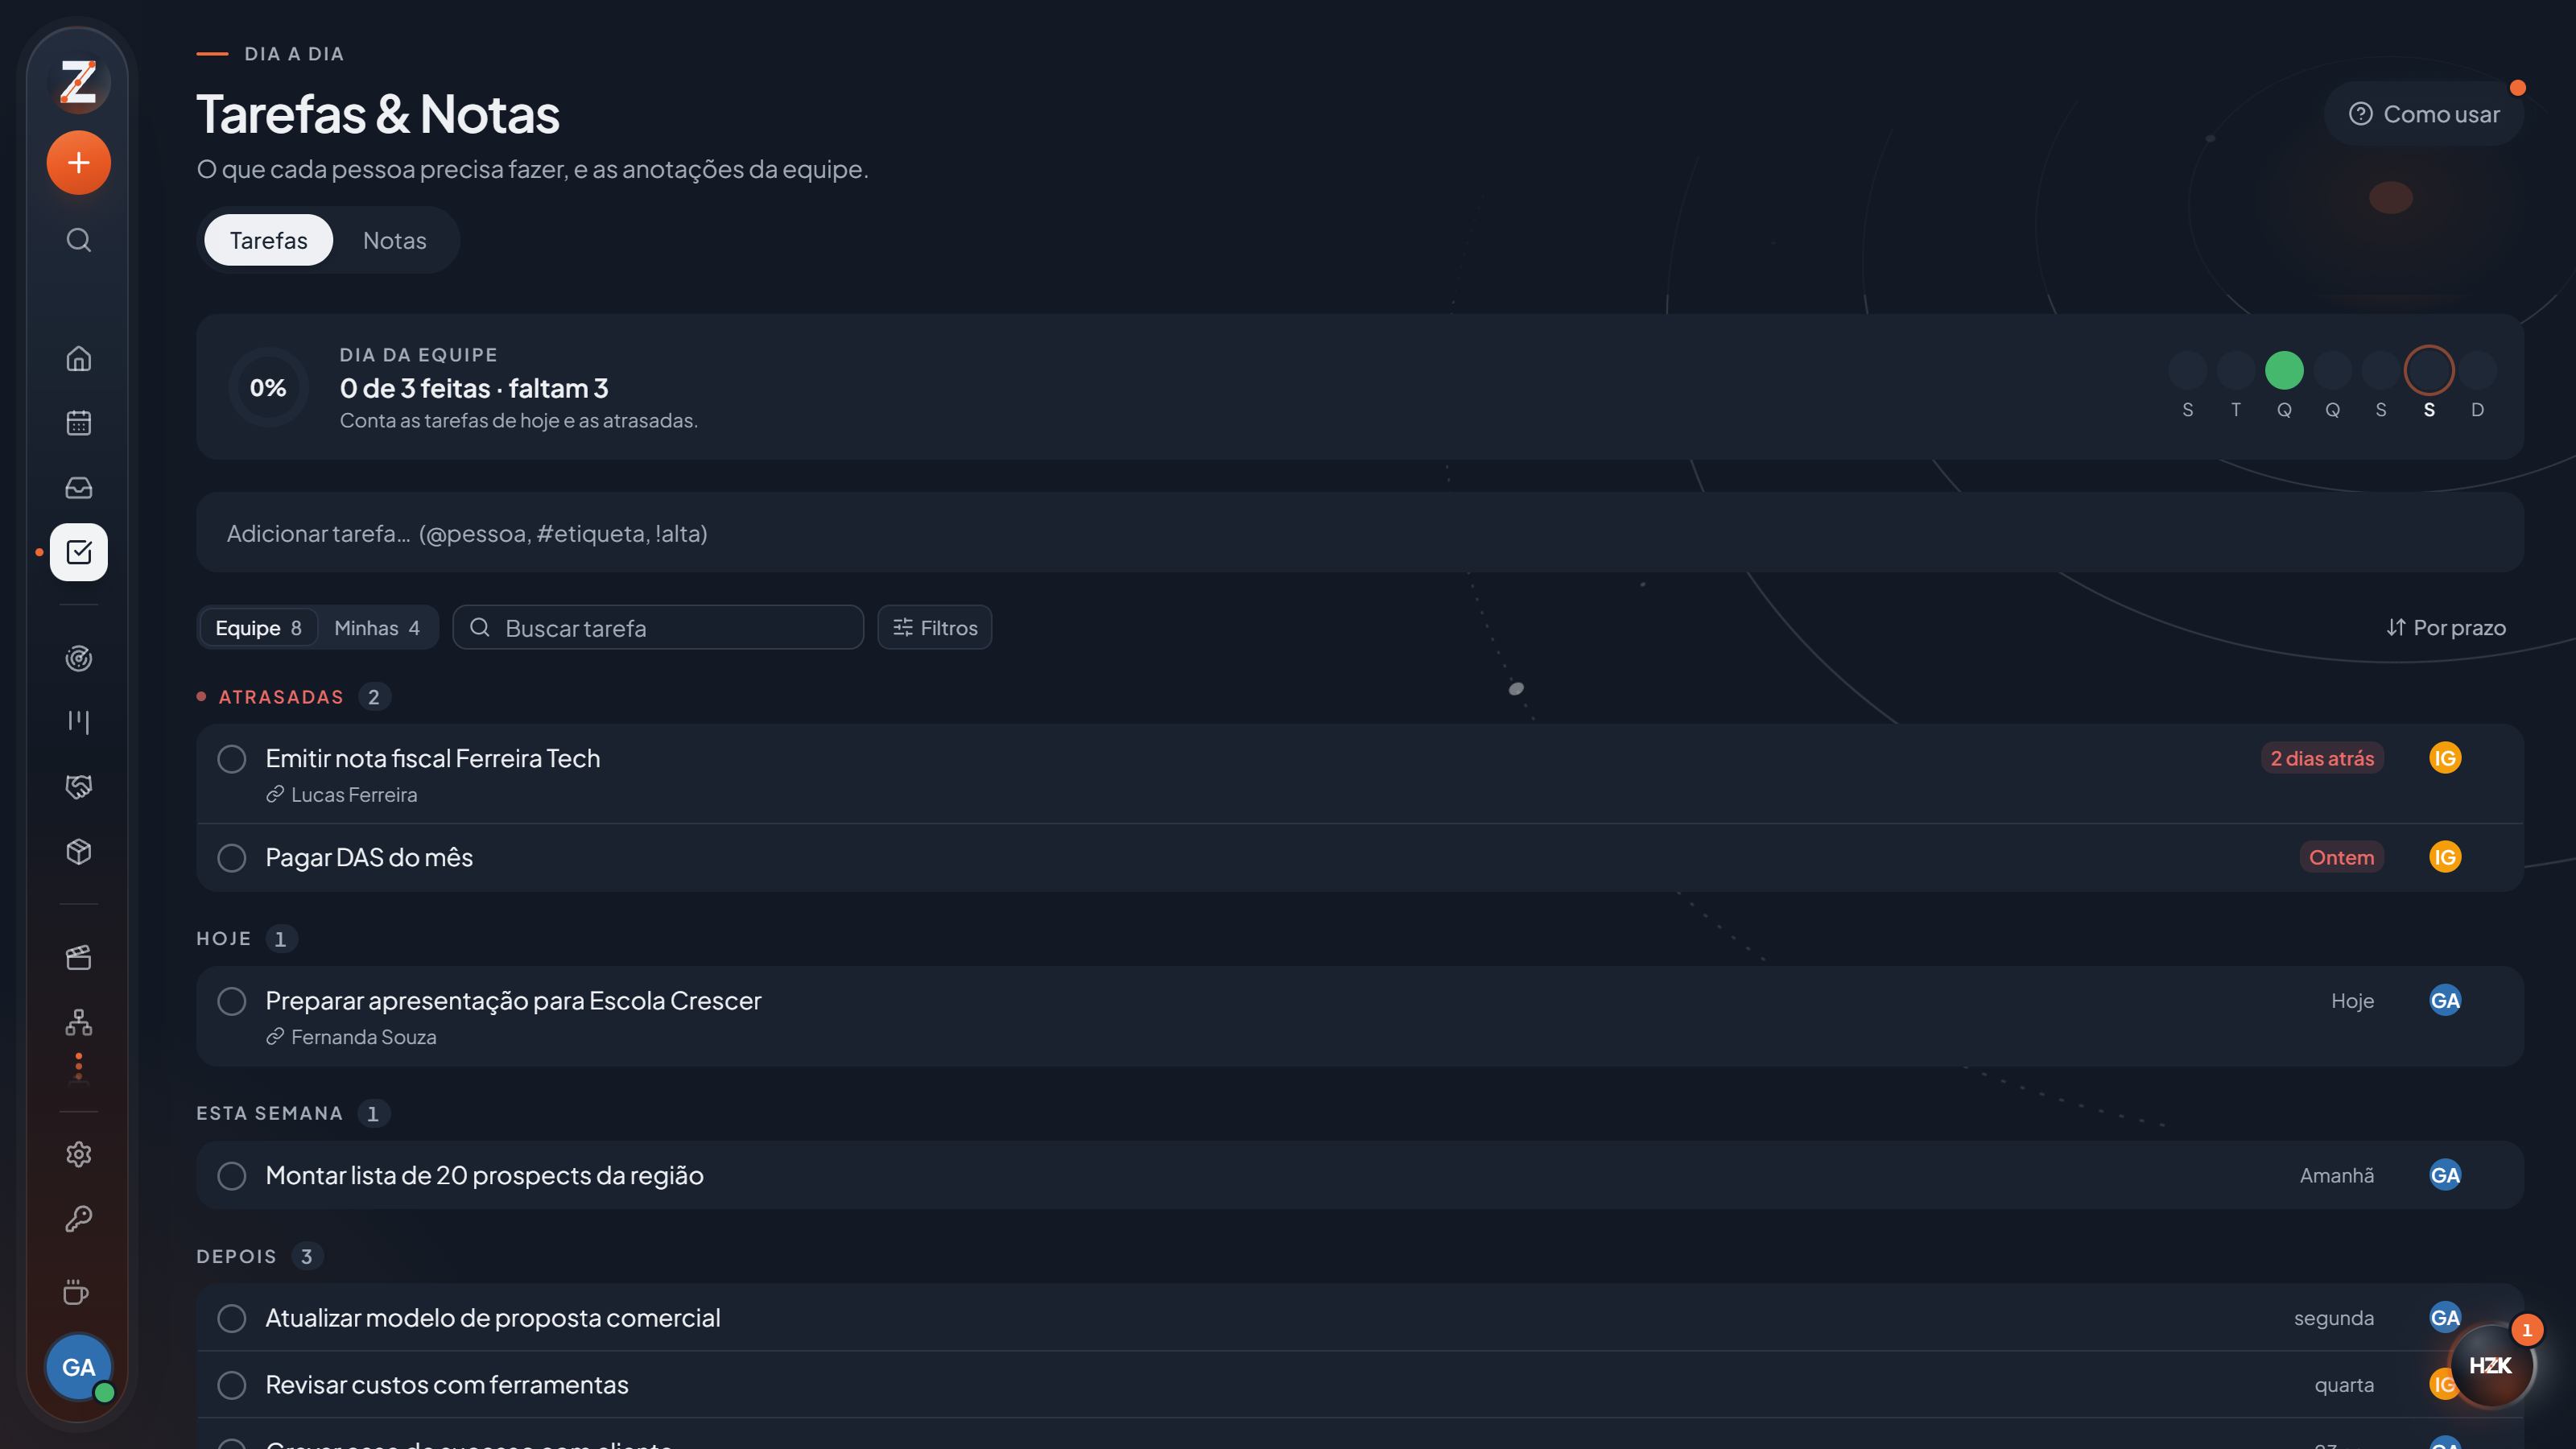 DIA A DIA
Tarefas & Notas
O que cada pessoa precisa fazer, e as anotações da equipe.
Como usar
Tarefas Notas
0%
DIA DA EQUIPE
0 de 3 feitas · faltam 3
Conta as tarefas de hoje e as atrasadas.
S T Q Q S S D
Adicionar tarefa… (@pessoa, #etiqueta, !alta)
Equipe 8 Minhas 4 Buscar tarefa Filtros Por prazo
ATRASADAS 2
Emitir nota fiscal Ferreira Tech 2 dias atrás IG
Lucas Ferreira
Pagar DAS do mês Ontem IG
HOJE 1
Preparar apresentação para Escola Crescer Hoje GA
Fernanda Souza
ESTA SEMANA 1
Montar lista de 20 prospects da região Amanhã GA
DEPOIS 3
Atualizar modelo de proposta comercial segunda GA
1
Revisar custos com ferramentas quarta IG
HZK
GA